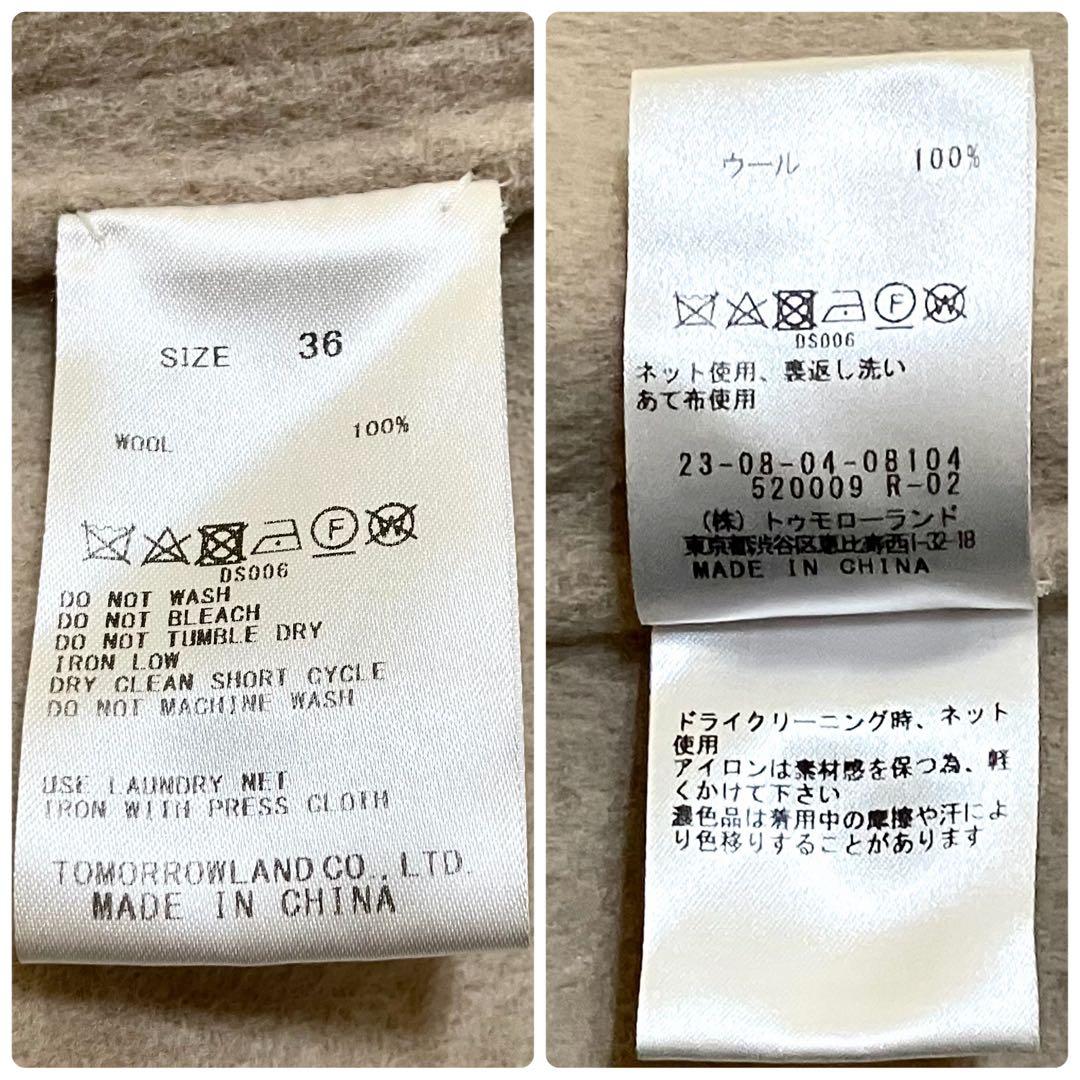 SIZE 36
WOOL 100%
F W
DS006
DO NOT WASH
DO NOT BLEACH
DO NOT TUMBLE DRY
IRON LOW
DRY CLEAN SHORT CYCLE
DO NOT MACHINE WASH
USE LAUNDRY NET
IRON WITH PRESS CLOTH
TOMORROWLAND CO., LTD.
MADE IN CHINA
ウール 100%
F W
DS006
ネット使用、裏返し洗い
あて布使用
23-08-04-08104
520009 R-02
(株) トゥモローランド
東京都渋谷区恵比寿西1-32-18
MADE IN CHINA
ドライクリーニング時、ネット
使用
アイロンは素材感を保つ為、軽
くかけて下さい
濃色品は着用中の摩擦や汗によ
り色移りすることがあります